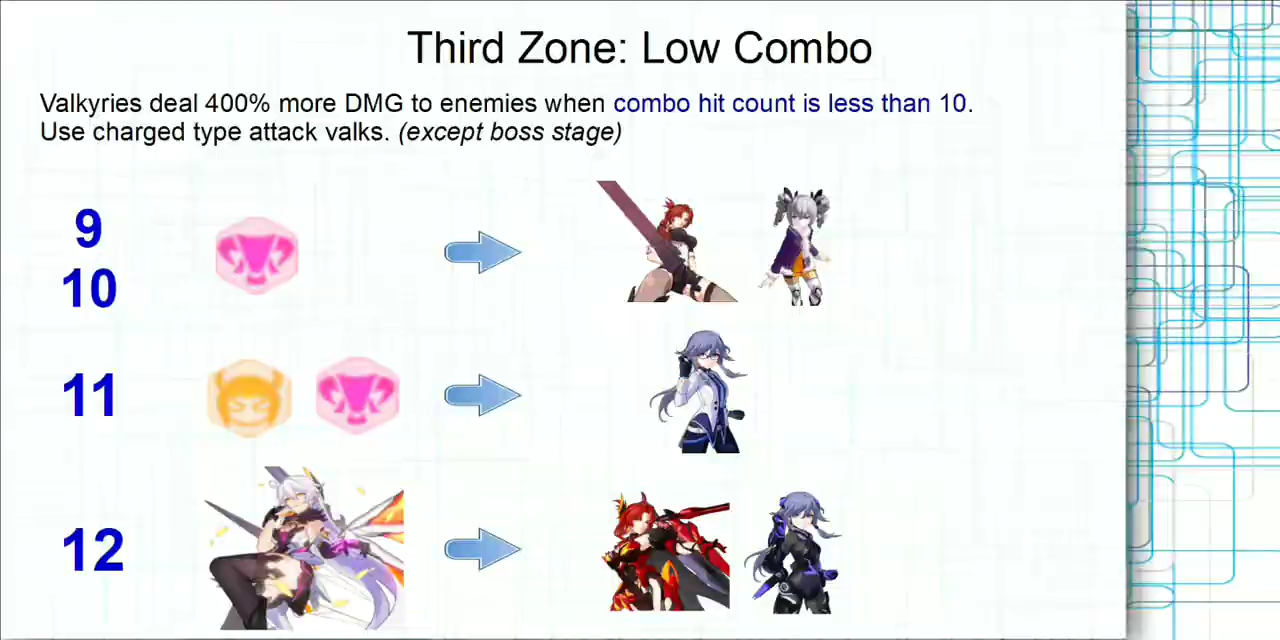 Third Zone: Low Combo
Valkyries deal 400% more DMG to enemies when combo hit count is less than 10.
Use charged type attack valks. (except boss stage)
9
10
11
12